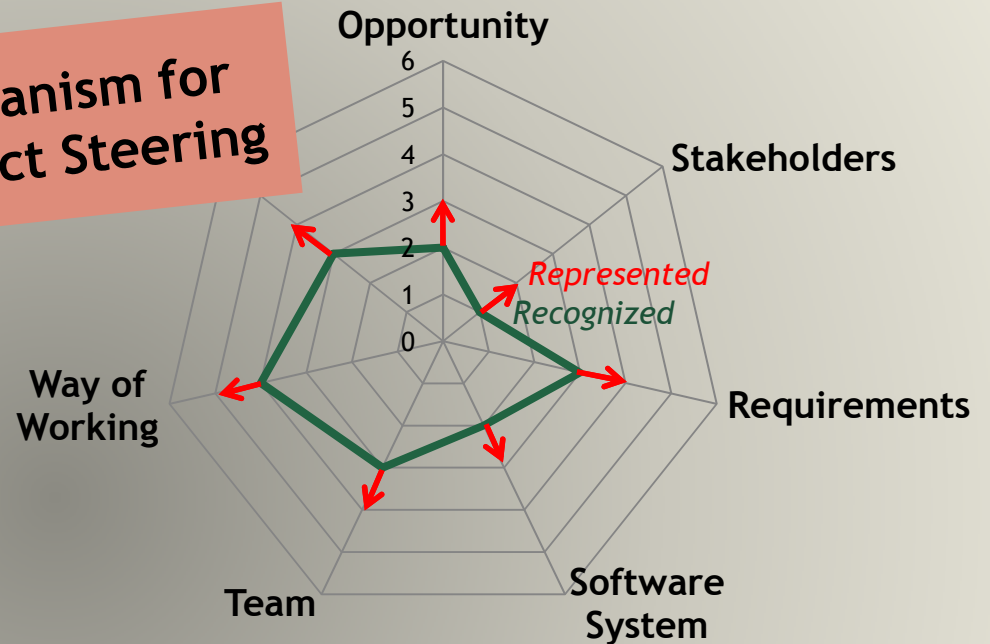 Opportunity
anism for
ct Steering
6
5
4
3
2
1
0
Stakeholders
Represented
Recognized
Way of
Working
Requirements
Team
Software
System